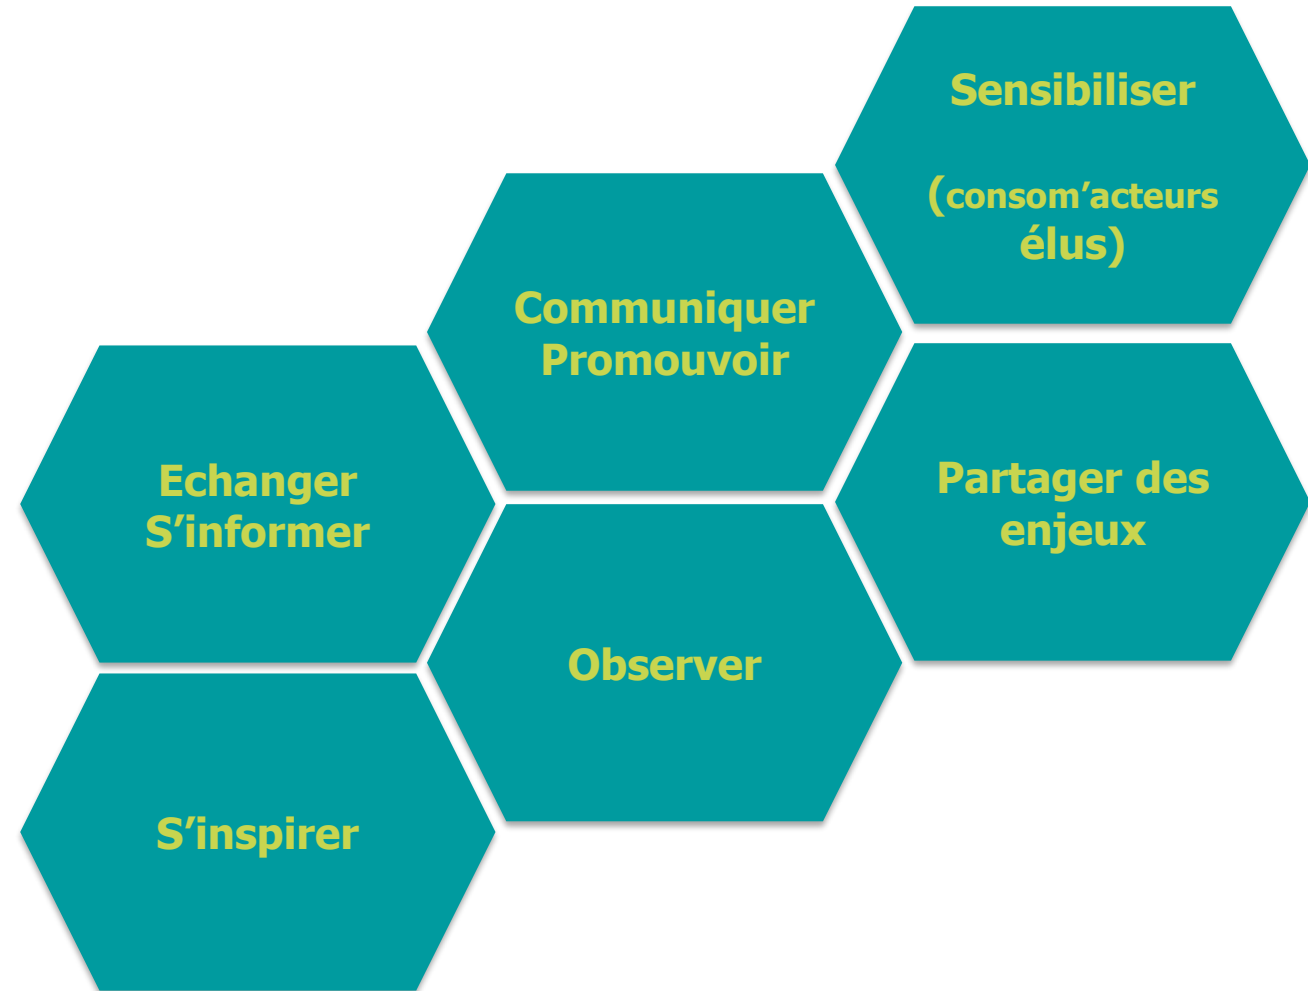 Sensibiliser
(consom’acteurs
élus)
Communiquer
Promouvoir
Echanger
S’informer
Partager des
enjeux
Observer
S’inspirer